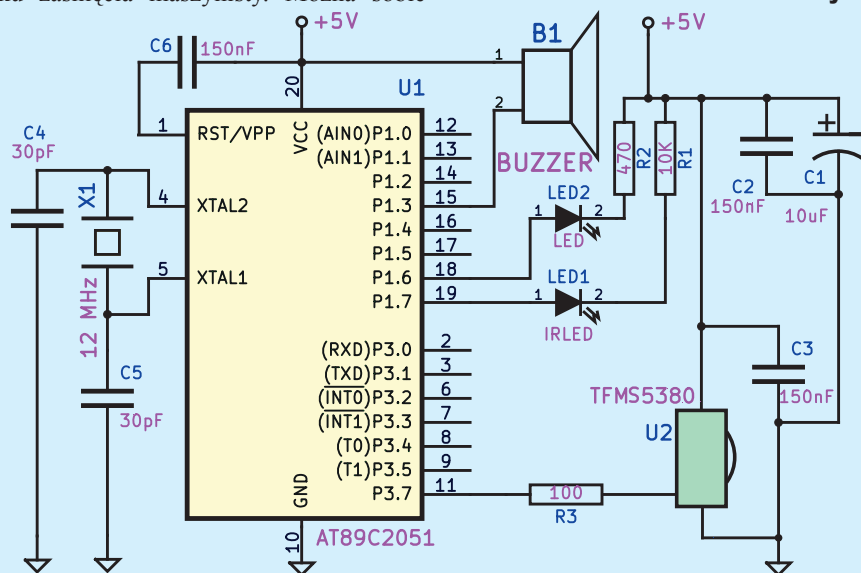 zaśnięcia maszynisty. Można sobie
+5V
+5V
C6
150nF
B1
1
2
BUZZER
U1
20
VCC
1
RST/VPP
(AIN0)P1.0
12
(AIN1)P1.1
13
P1.2
14
P1.3
15
P1.4
16
P1.5
17
P1.6
18
P1.7
19
4
XTAL2
5
XTAL1
(RXD)P3.0
2
(TXD)P3.1
3
(INT0)P3.2
6
(INT1)P3.3
7
(T0)P3.4
8
(T1)P3.5
9
P3.7
11
GND
10
AT89C2051
C4
30pF
X1
12 MHz
C5
30pF
LED2
1
2
LED
LED1
1
2
IRLED
470
R2
10K
R1
C2
150nF
+
C1
10uF
C3
150nF
TFMS5380
U2
100
R3